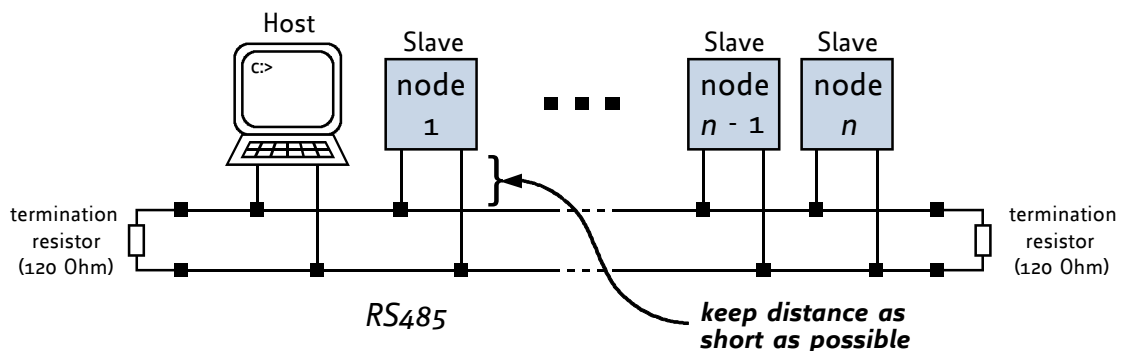 Host
c:>
Slave
node
1
Slave
node
n - 1
Slave
node
n
termination
resistor
(120 Ohm)
termination
resistor
(120 Ohm)
RS485
keep distance as
short as possible